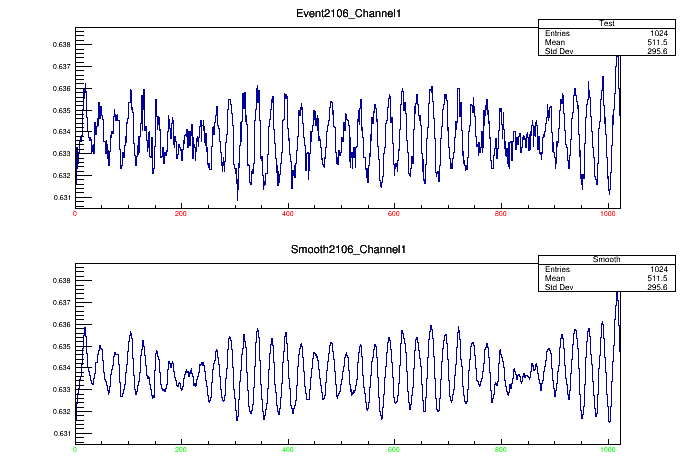 Event2106_Channel1
Test
Entries 1024
Mean 511.5
Std Dev 295.6
0.638
0.637
0.636
0.635
0.634
0.633
0.632
0.631
0 200 400 600 800 1000
Smooth2106_Channel1
Smooth
Entries 1024
Mean 511.5
Std Dev 295.6
0.638
0.637
0.636
0.635
0.634
0.633
0.632
0.631
0 200 400 600 800 1000